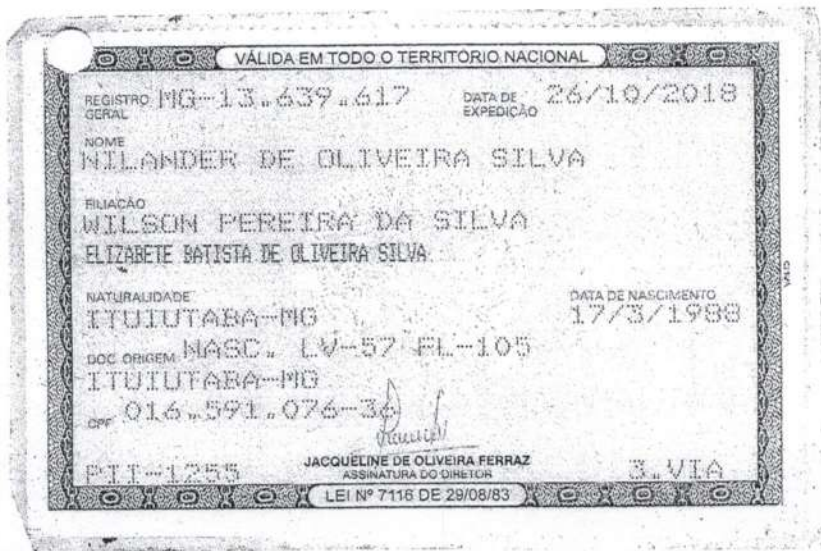 VÁLIDA EM TODO O TERRITÓRIO NACIONAL
REGISTRO GERAL MG-13.639.617 DATA DE EXPEDIÇÃO 26/10/2018
NOME
NILANDER DE OLIVEIRA SILVA
FILIAÇÃO
WILSON PEREIRA DA SILVA
ELIZABETE BATISTA DE OLIVEIRA SILVA
NATURALIDADE DATA DE NASCIMENTO
ITUIUTABA-MG 17/3/1988
DOC ORIGEM NASC. LV-57 FL-105
ITUIUTABA-MG
CPF 016.591.076-36
PII-1255 JACQUELINE DE OLIVEIRA FERRAZ 3.VIA
ASSINATURA DO DIRETOR
LEI Nº 7116 DE 29/08/83